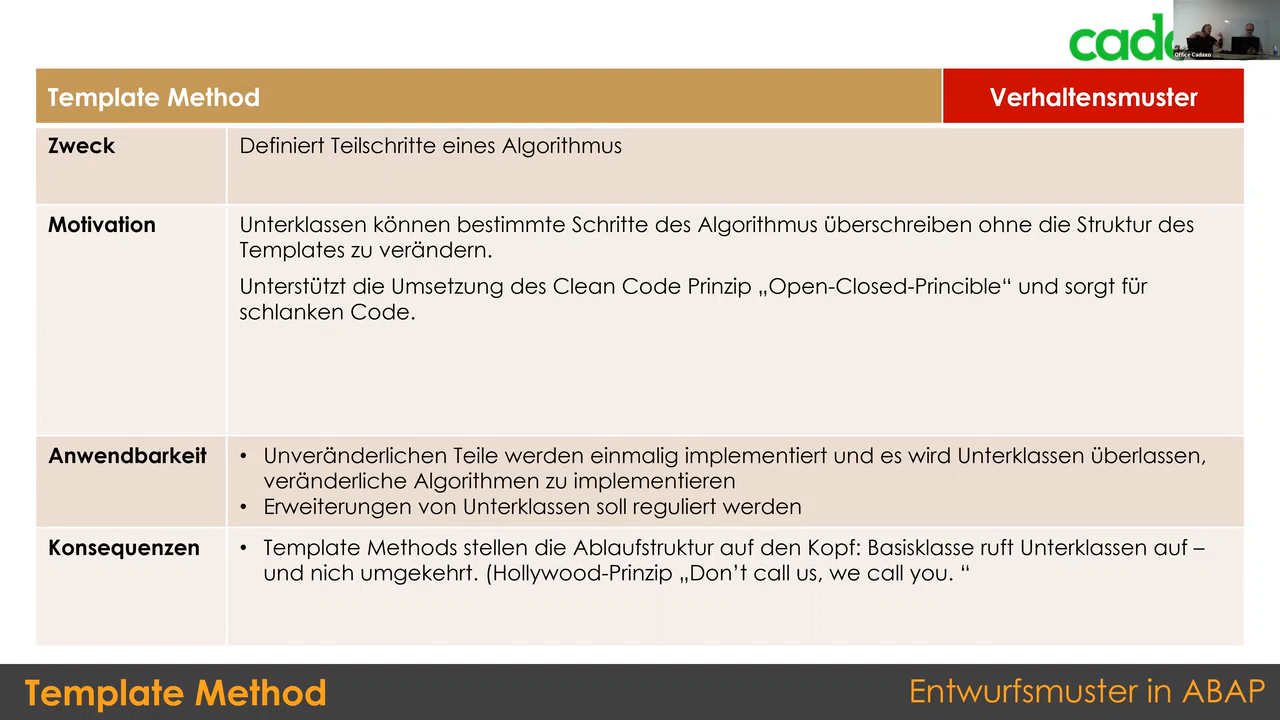 cad
Office Cadaxo
Template Method
Verhaltensmuster
Zweck
Definiert Teilschritte eines Algorithmus
Motivation
Unterklassen können bestimmte Schritte des Algorithmus überschreiben ohne die Struktur des
Templates zu verändern.
Unterstützt die Umsetzung des Clean Code Prinzip „Open-Closed-Princible“ und sorgt für
schlanken Code.
Anwendbarkeit
• Unveränderlichen Teile werden einmalig implementiert und es wird Unterklassen überlassen,
veränderliche Algorithmen zu implementieren
• Erweiterungen von Unterklassen soll reguliert werden
Konsequenzen
• Template Methods stellen die Ablaufstruktur auf den Kopf: Basisklasse ruft Unterklassen auf –
und nich umgekehrt. (Hollywood-Prinzip „Don’t call us, we call you. “
Template Method
Entwurfsmuster in ABAP